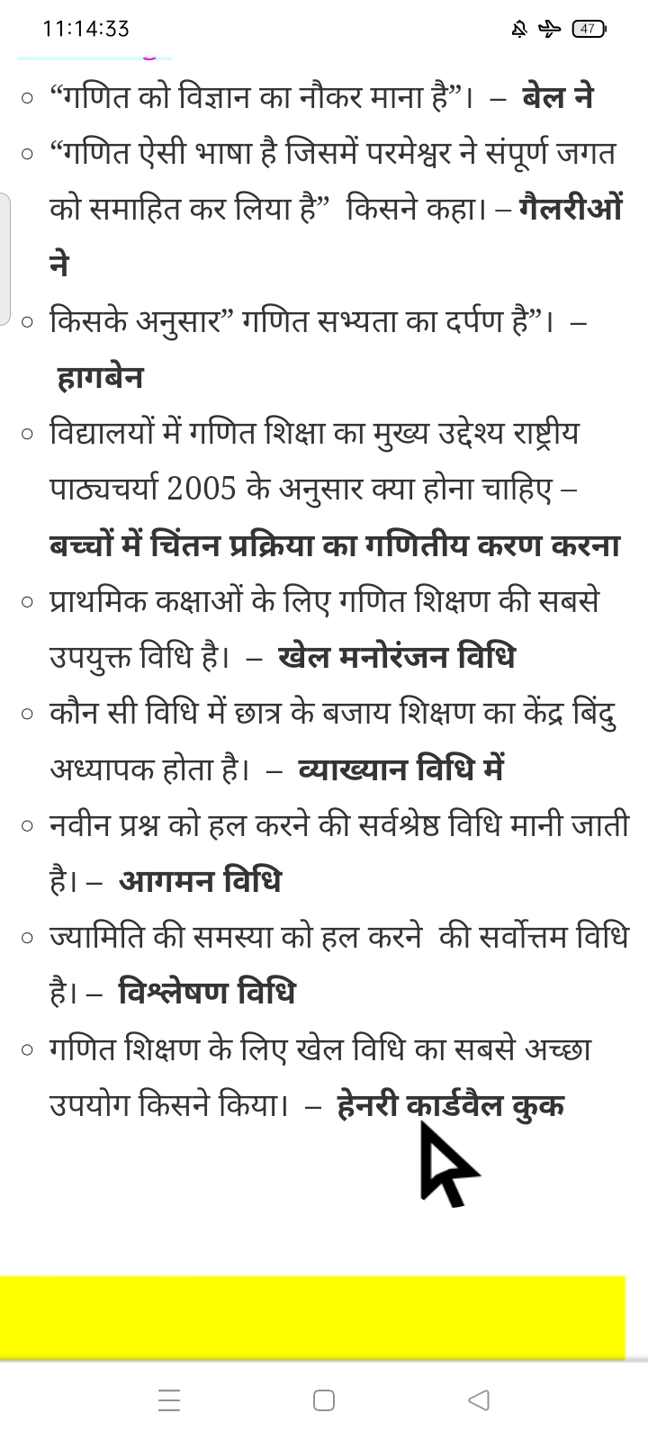 11:14:33
47
“गणित को विज्ञान का नौकर माना है”। – बेल ने
“गणित ऐसी भाषा है जिसमें परमेश्वर ने संपूर्ण जगत
को समाहित कर लिया है” किसने कहा। – गैलरीओं
ने
किसके अनुसार” गणित सभ्यता का दर्पण है”। –
हागबेन
विद्यालयों में गणित शिक्षा का मुख्य उद्देश्य राष्ट्रीय
पाठ्यचर्या 2005 के अनुसार क्या होना चाहिए –
बच्चों में चिंतन प्रक्रिया का गणितीय करण करना
प्राथमिक कक्षाओं के लिए गणित शिक्षण की सबसे
उपयुक्त विधि है। – खेल मनोरंजन विधि
कौन सी विधि में छात्र के बजाय शिक्षण का केंद्र बिंदु
अध्यापक होता है। – व्याख्यान विधि में
नवीन प्रश्न को हल करने की सर्वश्रेष्ठ विधि मानी जाती
है। – आगमन विधि
ज्यामिति की समस्या को हल करने की सर्वोत्तम विधि
है। – विश्लेषण विधि
गणित शिक्षण के लिए खेल विधि का सबसे अच्छा
उपयोग किसने किया। – हेनरी कार्डवैल कुक